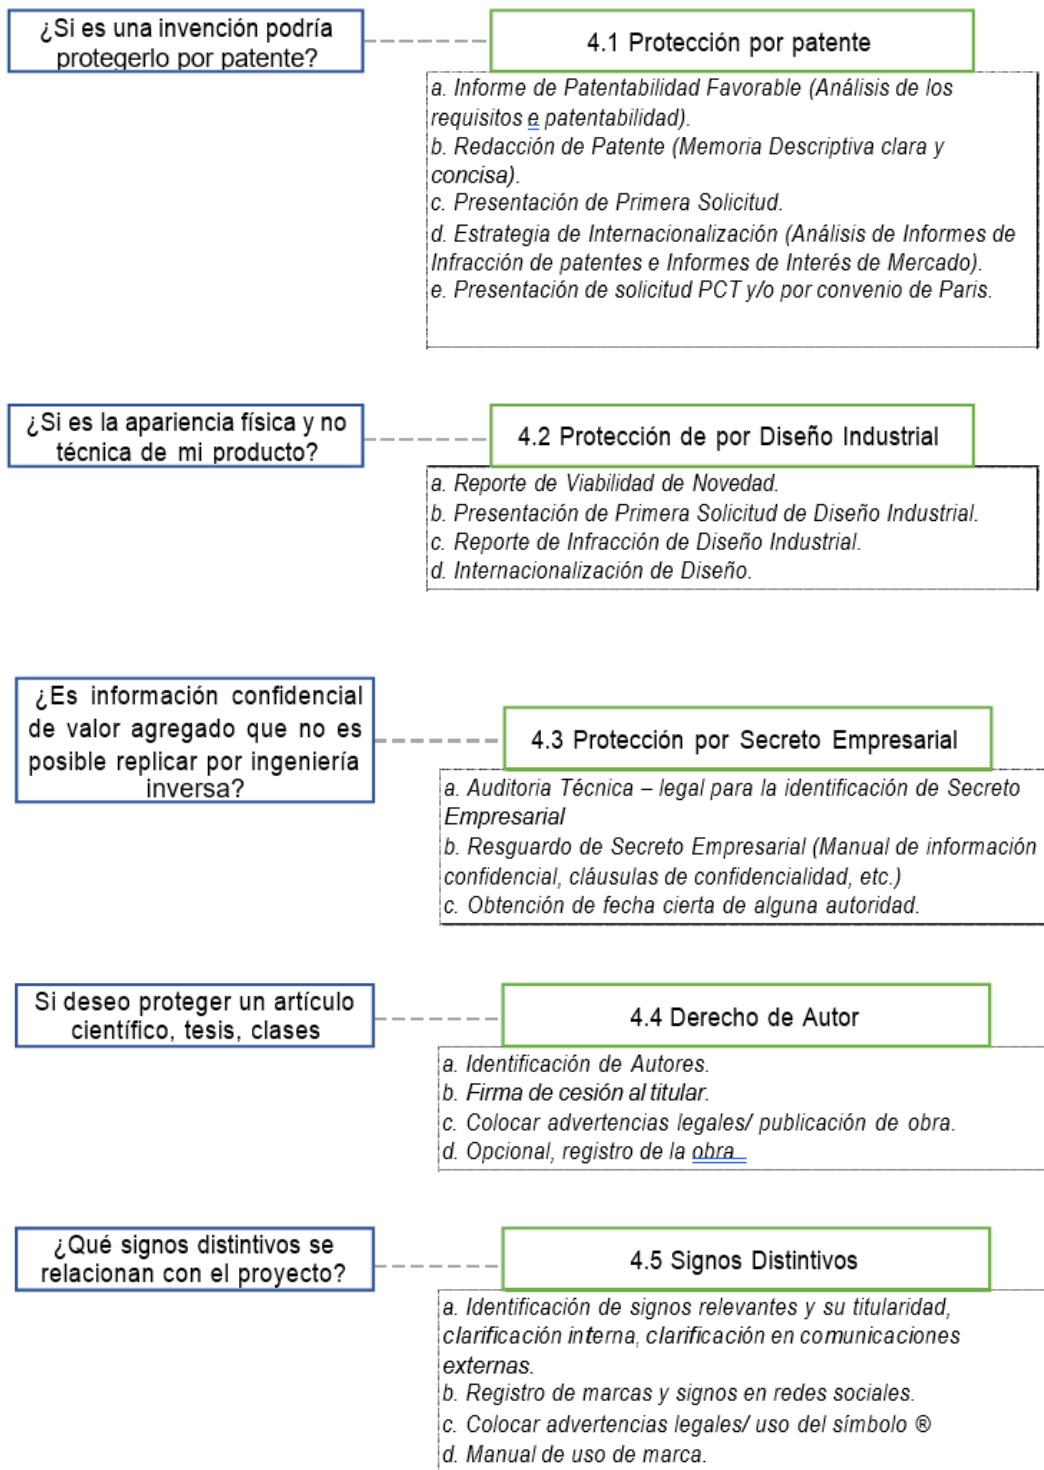 ¿Si es una invención podría
protegerlo por patente?
4.1 Protección por patente
a. Informe de Patentabilidad Favorable (Análisis de los
requisitos e patentabilidad).
b. Redacción de Patente (Memoria Descriptiva clara y
concisa).
c. Presentación de Primera Solicitud.
d. Estrategia de Internacionalización (Análisis de Informes de
Infracción de patentes e Informes de Interés de Mercado).
e. Presentación de solicitud PCT y/o por convenio de Paris.
¿Si es la apariencia física y no
técnica de mi producto?
4.2 Protección de por Diseño Industrial
a. Reporte de Viabilidad de Novedad.
b. Presentación de Primera Solicitud de Diseño Industrial.
c. Reporte de Infracción de Diseño Industrial.
d. Internacionalización de Diseño.
¿Es información confidencial
de valor agregado que no es
posible replicar por ingeniería
inversa?
4.3 Protección por Secreto Empresarial
a. Auditoria Técnica – legal para la identificación de Secreto
Empresarial
b. Resguardo de Secreto Empresarial (Manual de información
confidencial, cláusulas de confidencialidad, etc.)
c. Obtención de fecha cierta de alguna autoridad.
Si deseo proteger un artículo
científico, tesis, clases
4.4 Derecho de Autor
a. Identificación de Autores.
b. Firma de cesión al titular.
c. Colocar advertencias legales/ publicación de obra.
d. Opcional, registro de la obra
¿Qué signos distintivos se
relacionan con el proyecto?
4.5 Signos Distintivos
a. Identificación de signos relevantes y su titularidad,
clarificación interna, clarificación en comunicaciones
externas.
b. Registro de marcas y signos en redes sociales.
c. Colocar advertencias legales/ uso del símbolo ®
d. Manual de uso de marca.